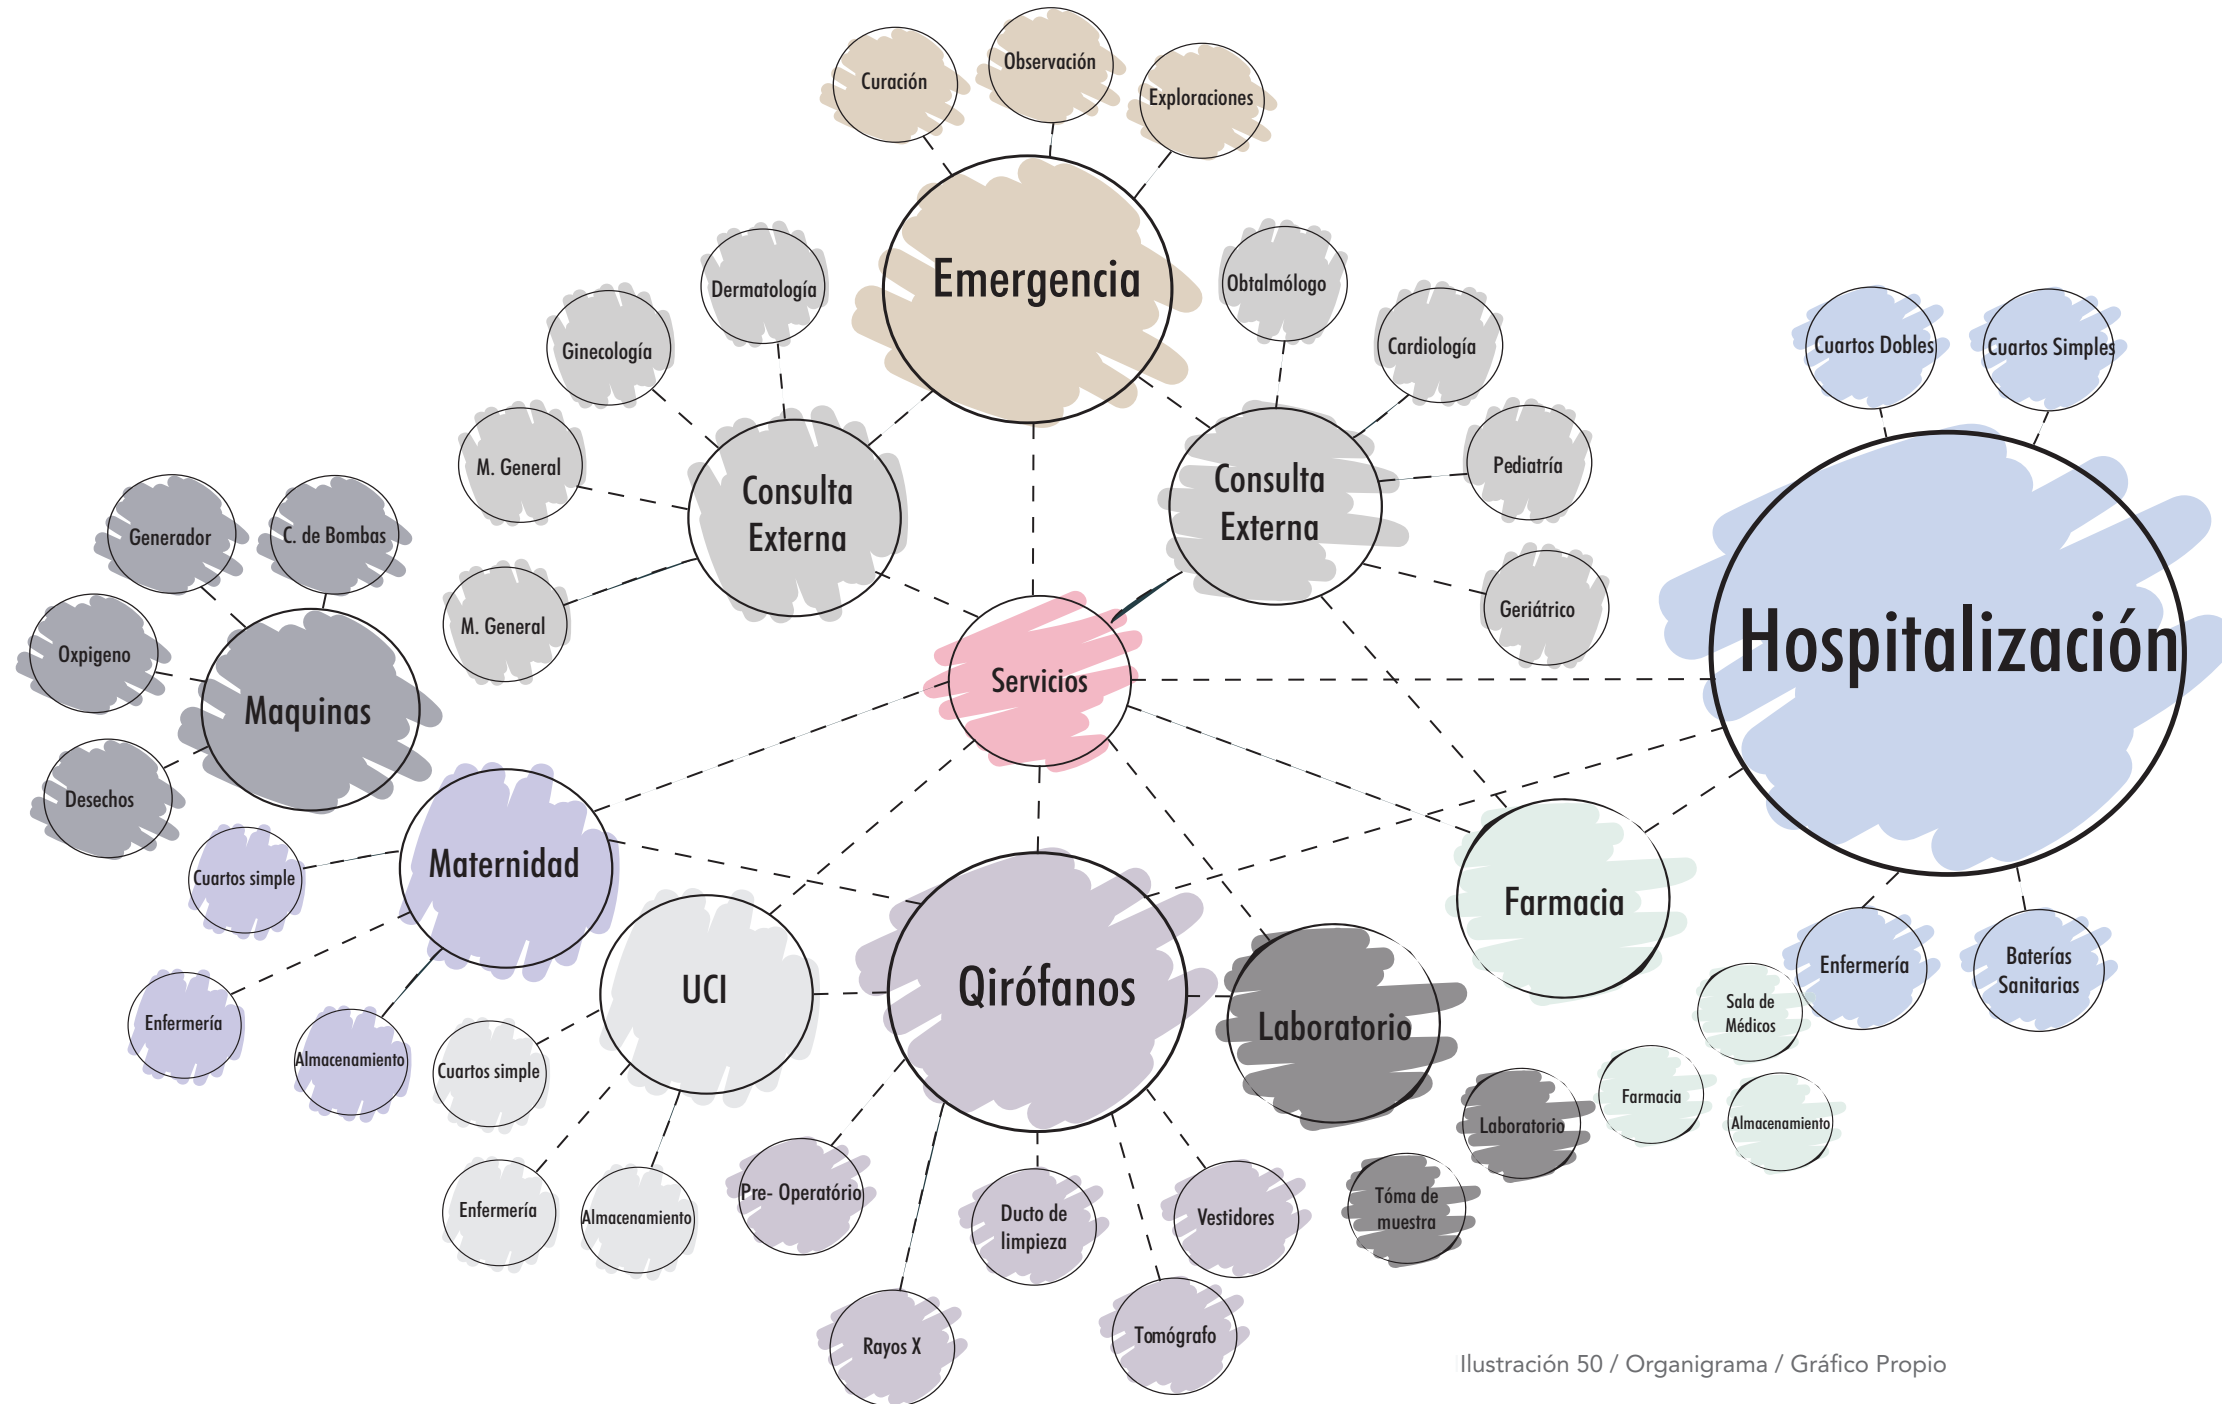 Observación
Curación
Exploraciones
Emergencia
Dermatología
Ginecología
M. General
M. General
Consulta
Externa
Obtalmólogo
Cardiología
Pediatría
Geriátrico
Consulta
Externa
Cuartos Dobles
Cuartos Simples
Hospitalización
Enfermería
Baterías
Sanitarias
Generador
C. de Bombas
Oxpigeno
Maquinas
Desechos
Servicios
Maternidad
Cuartos simple
Enfermería
Almacenamiento
UCI
Cuartos simple
Enfermería
Almacenamiento
Qirófanos
Pre- Operatório
Rayos X
Ducto de
limpieza
Tomógrafo
Vestidores
Laboratorio
Laboratorio
Tóma de
muestra
Farmacia
Sala de
Médicos
Farmacia
Almacenamiento
Ilustración 50 / Organigrama / Gráfico Propio